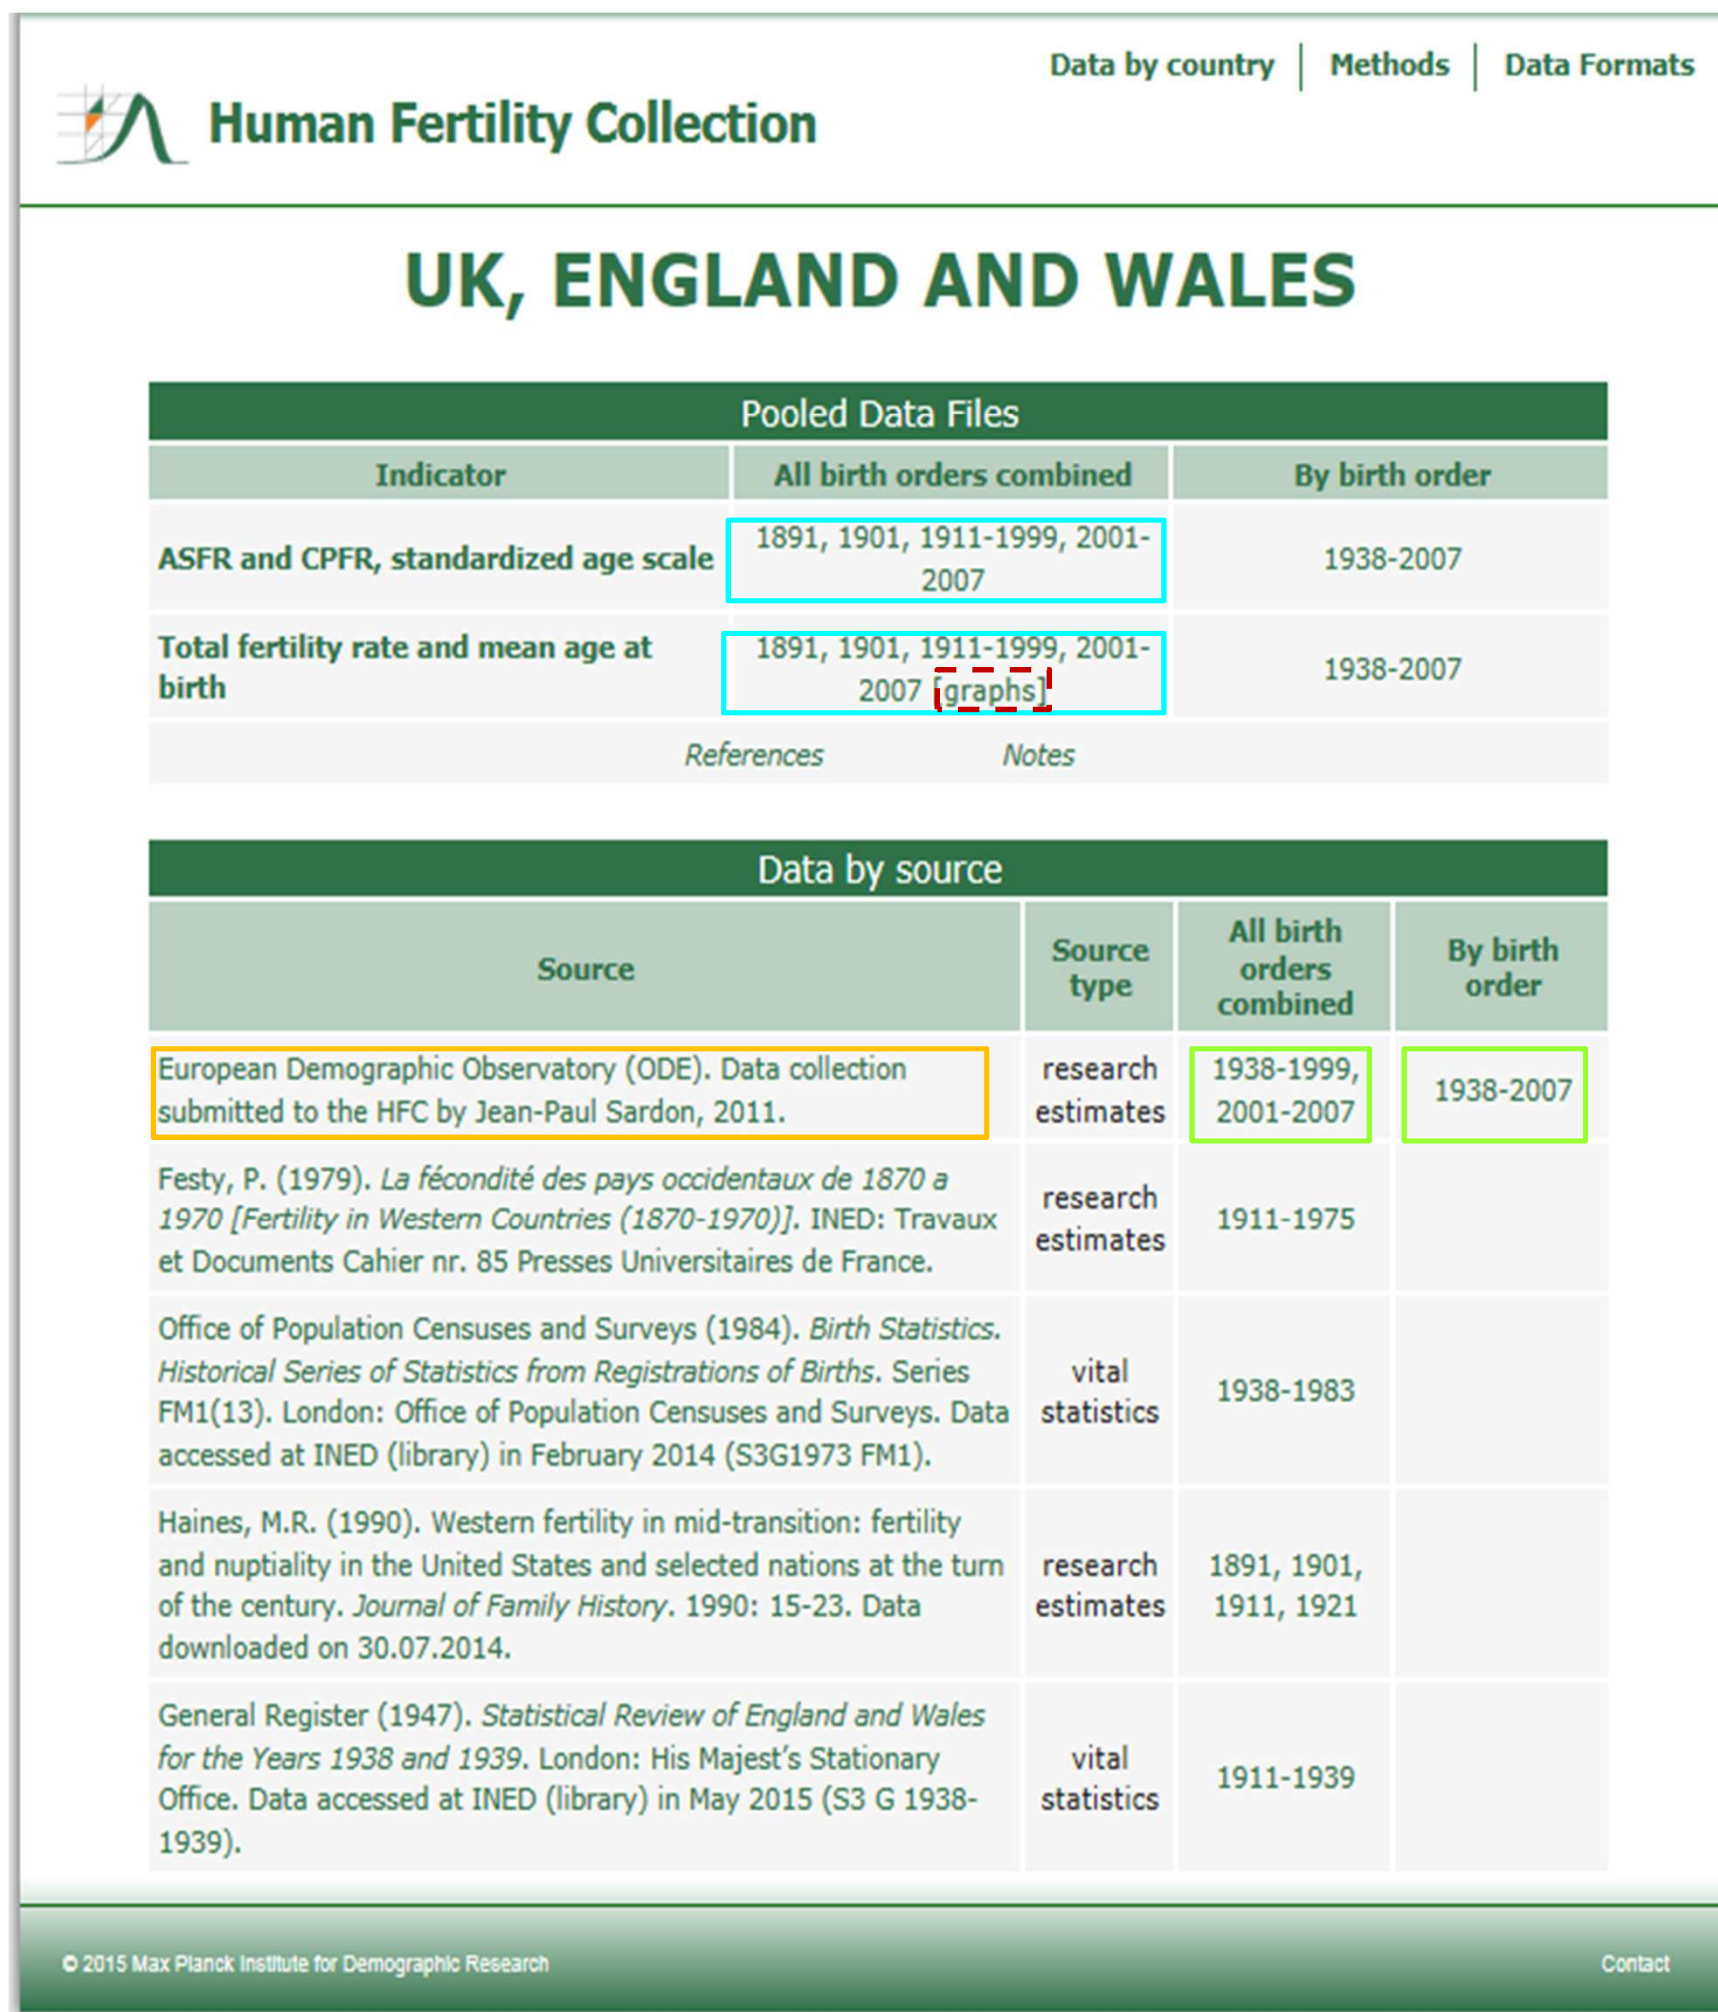 Data by country | Methods | Data Formats
Human Fertility Collection
UK, ENGLAND AND WALES
Pooled Data Files
Indicator All birth orders combined By birth order
ASFR and CPFR, standardized age scale
1891, 1901, 1911-1999, 2001-
2007
1938-2007
Total fertility rate and mean age at
birth
1891, 1901, 1911-1999, 2001-
2007 [graphs]
1938-2007
References Notes
Data by source
Source
Source
type
All birth
orders
combined
By birth
order
European Demographic Observatory (ODE). Data collection
submitted to the HFC by Jean-Paul Sardon, 2011.
research
estimates
1938-1999,
2001-2007
1938-2007
Festy, P. (1979). La fécondité des pays occidentaux de 1870 a
1970 [Fertility in Western Countries (1870-1970)]. INED: Travaux
et Documents Cahier nr. 85 Presses Universitaires de France.
research
estimates
1911-1975
Office of Population Censuses and Surveys (1984). Birth Statistics.
Historical Series of Statistics from Registrations of Births. Series
FM1(13). London: Office of Population Censuses and Surveys. Data
accessed at INED (library) in February 2014 (S3G1973 FM1).
vital
statistics
1938-1983
Haines, M.R. (1990). Western fertility in mid-transition: fertility
and nuptiality in the United States and selected nations at the turn
of the century. Journal of Family History. 1990: 15-23. Data
downloaded on 30.07.2014.
research
estimates
1891, 1901,
1911, 1921
General Register (1947). Statistical Review of England and Wales
for the Years 1938 and 1939. London: His Majest's Stationary
Office. Data accessed at INED (library) in May 2015 (S3 G 1938-
1939).
vital
statistics
1911-1939
© 2015 Max Planck Institute for Demographic Research
Contact